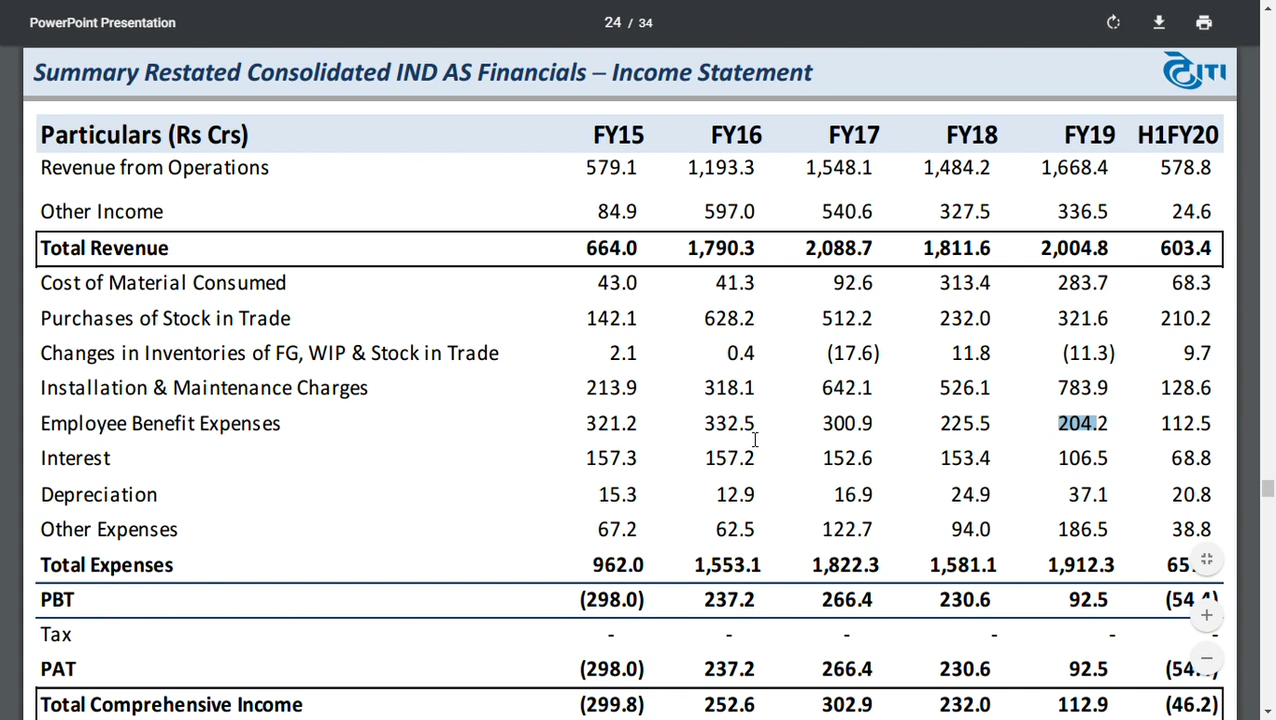 PowerPoint Presentation 24 / 34
Summary Restated Consolidated IND AS Financials – Income Statement ITI
Particulars (Rs Crs) FY15 FY16 FY17 FY18 FY19 H1FY20
Revenue from Operations 579.1 1,193.3 1,548.1 1,484.2 1,668.4 578.8
Other Income 84.9 597.0 540.6 327.5 336.5 24.6
Total Revenue 664.0 1,790.3 2,088.7 1,811.6 2,004.8 603.4
Cost of Material Consumed 43.0 41.3 92.6 313.4 283.7 68.3
Purchases of Stock in Trade 142.1 628.2 512.2 232.0 321.6 210.2
Changes in Inventories of FG, WIP & Stock in Trade 2.1 0.4 (17.6) 11.8 (11.3) 9.7
Installation & Maintenance Charges 213.9 318.1 642.1 526.1 783.9 128.6
Employee Benefit Expenses 321.2 332.5 300.9 225.5 204.2 112.5
Interest 157.3 157.2 152.6 153.4 106.5 68.8
Depreciation 15.3 12.9 16.9 24.9 37.1 20.8
Other Expenses 67.2 62.5 122.7 94.0 186.5 38.8
Total Expenses 962.0 1,553.1 1,822.3 1,581.1 1,912.3
PBT (298.0) 237.2 266.4 230.6 92.5 (54.4)
Tax - - - - - -
PAT (298.0) 237.2 266.4 230.6 92.5
Total Comprehensive Income (299.8) 252.6 302.9 232.0 112.9 (46.2)